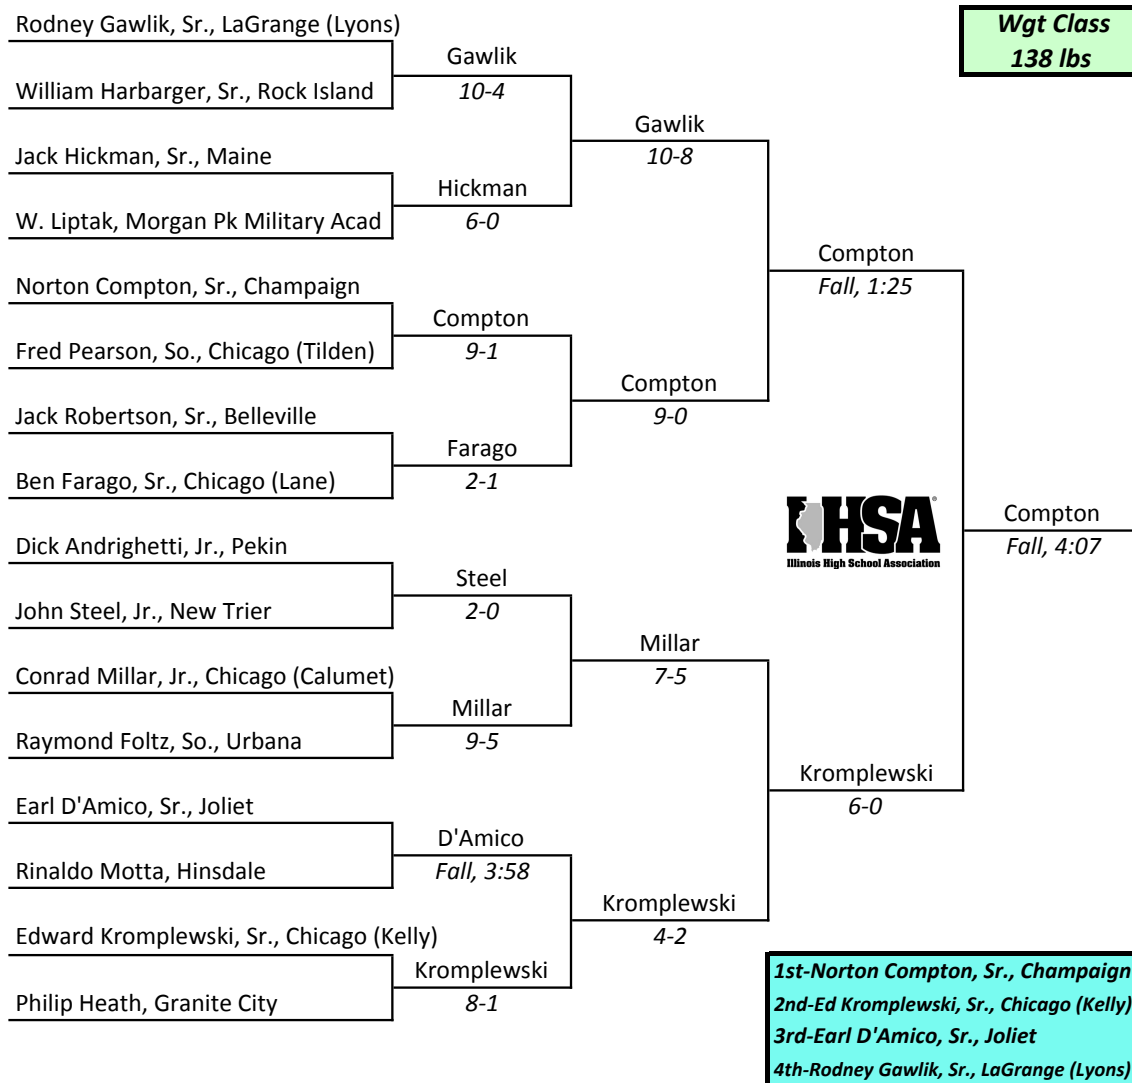 Rodney Gawlik, Sr., LaGrange (Lyons)
Wgt Class
138 lbs
Gawlik
10-4
William Harbarger, Sr., Rock Island
Gawlik
10-8
Jack Hickman, Sr., Maine
Hickman
6-0
W. Liptak, Morgan Pk Military Acad
Compton
Fall, 1:25
Norton Compton, Sr., Champaign
Compton
9-1
Fred Pearson, So., Chicago (Tilden)
Compton
9-0
Jack Robertson, Sr., Belleville
Farago
2-1
Ben Farago, Sr., Chicago (Lane)
IHSA
®
Illinois High School Association
Compton
Fall, 4:07
Dick Andrighetti, Jr., Pekin
Steel
2-0
John Steel, Jr., New Trier
Millar
7-5
Conrad Millar, Jr., Chicago (Calumet)
Millar
9-5
Raymond Foltz, So., Urbana
Kromplewski
6-0
Earl D'Amico, Sr., Joliet
D'Amico
Fall, 3:58
Rinaldo Motta, Hinsdale
Kromplewski
4-2
Edward Kromplewski, Sr., Chicago (Kelly)
Kromplewski
8-1
Philip Heath, Granite City
1st-Norton Compton, Sr., Champaign
2nd-Ed Kromplewski, Sr., Chicago (Kelly)
3rd-Earl D'Amico, Sr., Joliet
4th-Rodney Gawlik, Sr., LaGrange (Lyons)